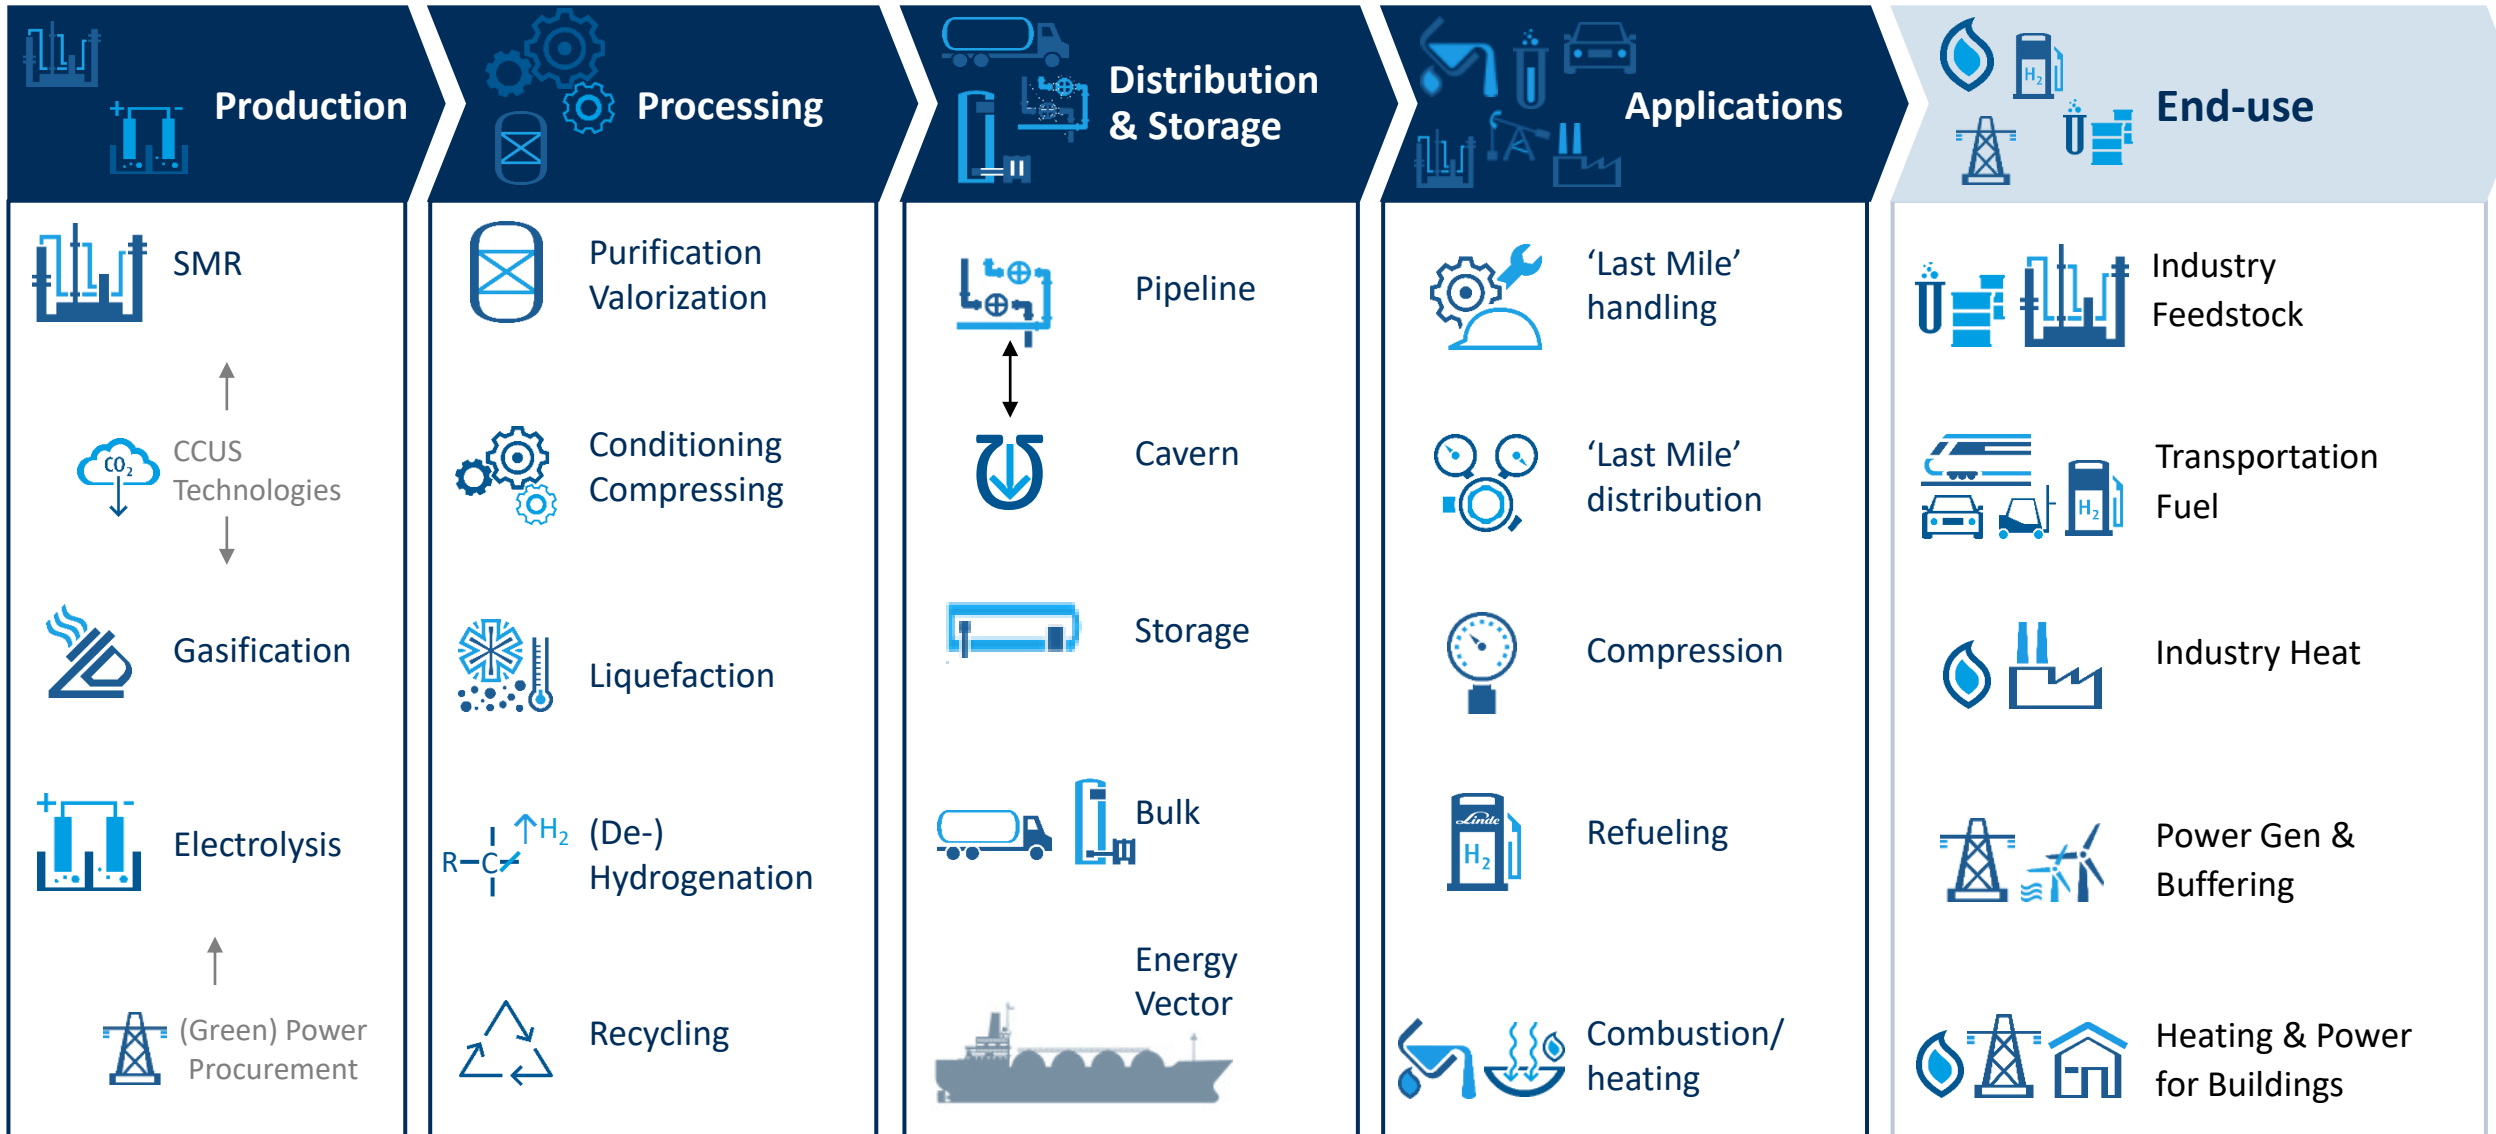 Production
Processing
Distribution
& Storage
Applications
H2
End-use
SMR
CO2
CCUS
Technologies
Gasification
+ −
Electrolysis
(Green) Power
Procurement
Purification
Valorization
Conditioning
Compressing
Liquefaction
R–C
H2
(De-)
Hydrogenation
Recycling
Pipeline
Cavern
Storage
Bulk
Energy
Vector
‘Last Mile’
handling
‘Last Mile’
distribution
Compression
Linde
H2
Refueling
Combustion/
heating
Industry
Feedstock
H2
Transportation
Fuel
Industry Heat
Power Gen &
Buffering
Heating & Power
for Buildings